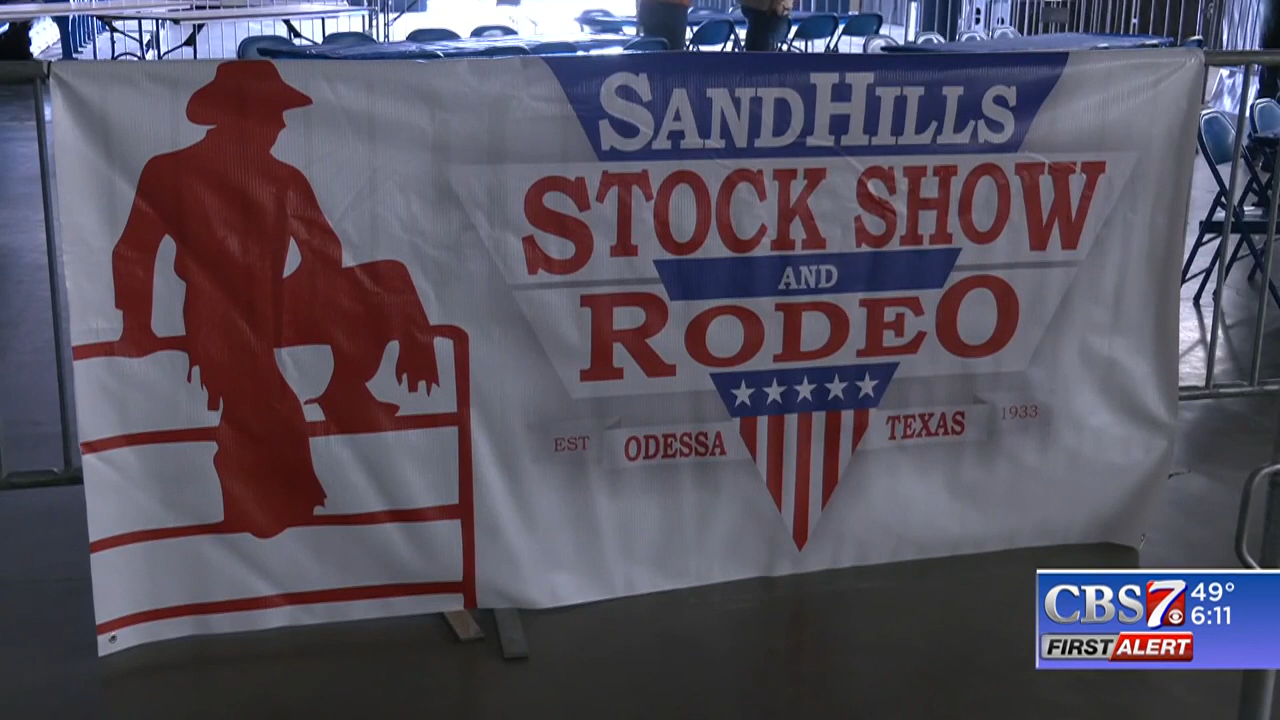 SANDHILLS
STOCK SHOW
AND
RODEO
EST ODESSA TEXAS 1933
CBS7 49°
6:11
FIRST ALERT